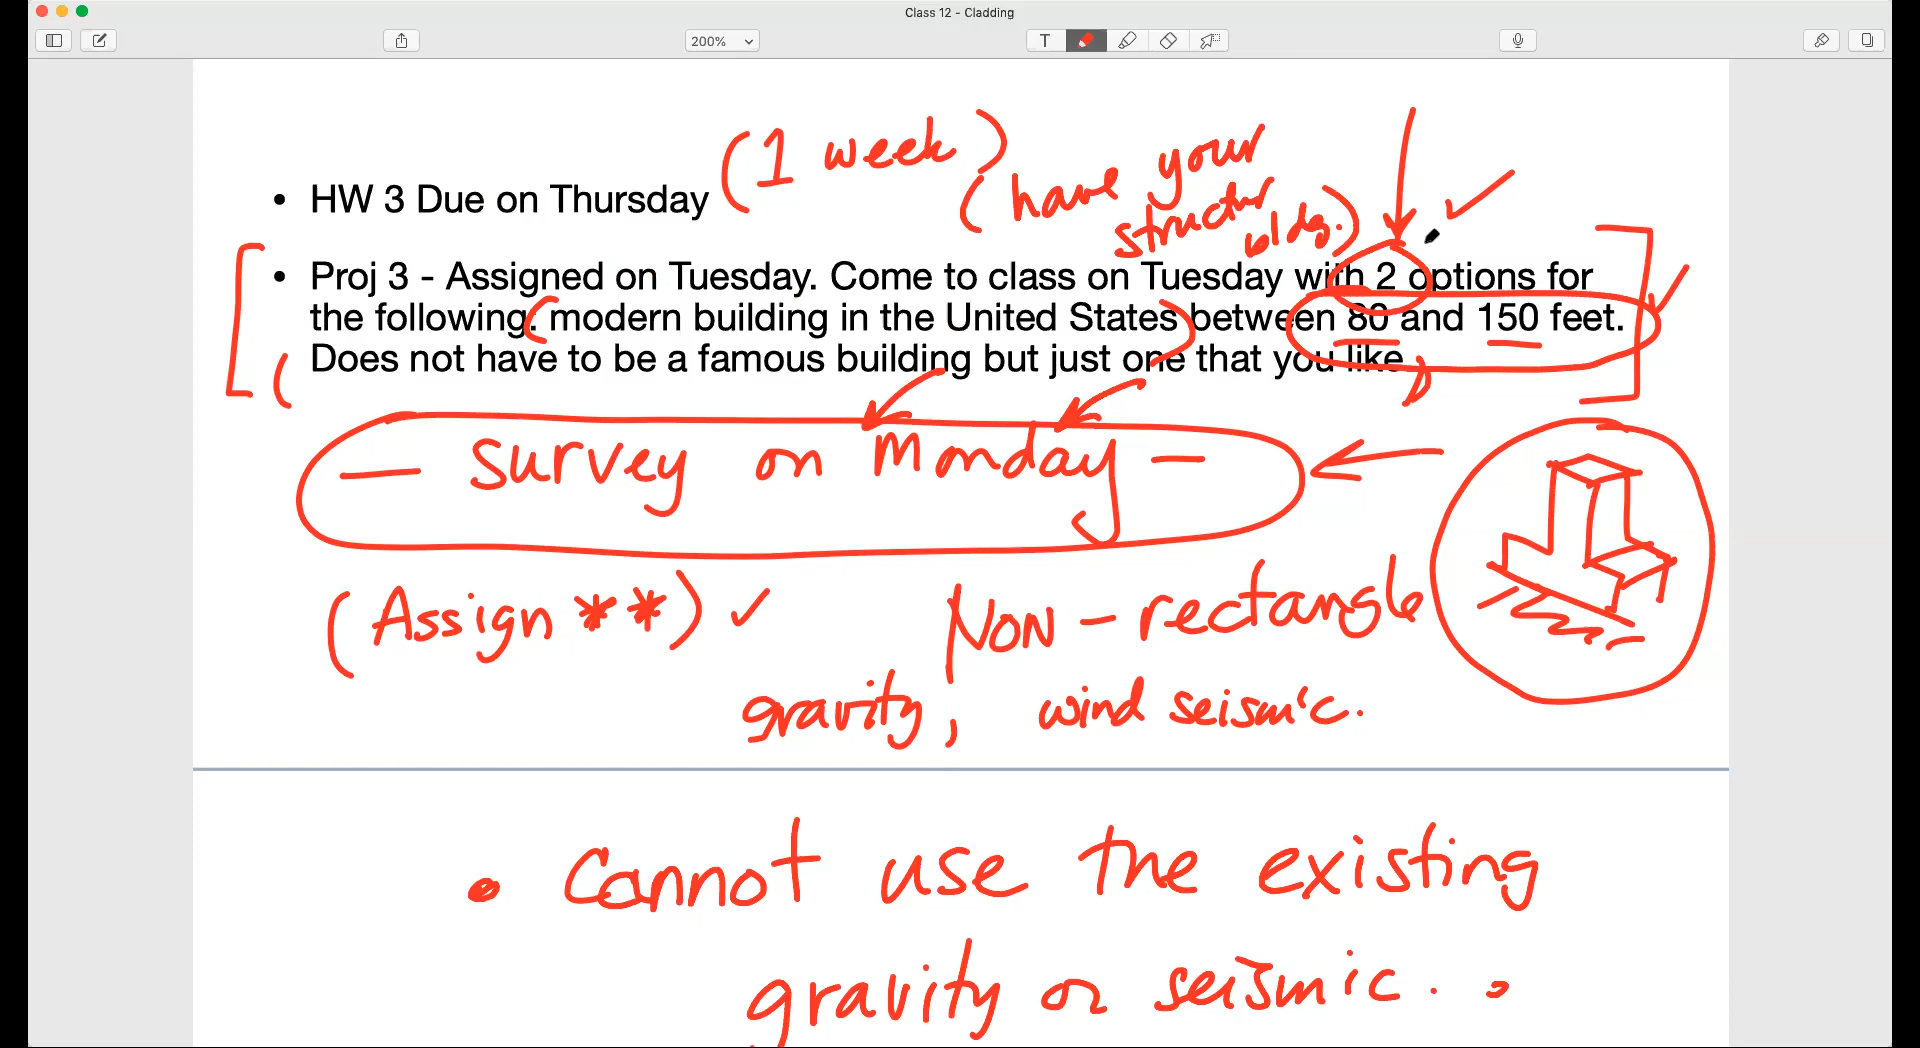 Class 12 - Cladding
200%
T
(1 week)
• HW 3 Due on Thursday
(have your
structur
bldg.)
• Proj 3 - Assigned on Tuesday. Come to class on Tuesday with 2 options for
the following: modern building in the United States between 80 and 150 feet.
Does not have to be a famous building but just one that you like
— survey on Monday —
(Assign **) ✓
Non-rectangle
gravity, wind seismic.
• Cannot use the existing
gravity or seismic.